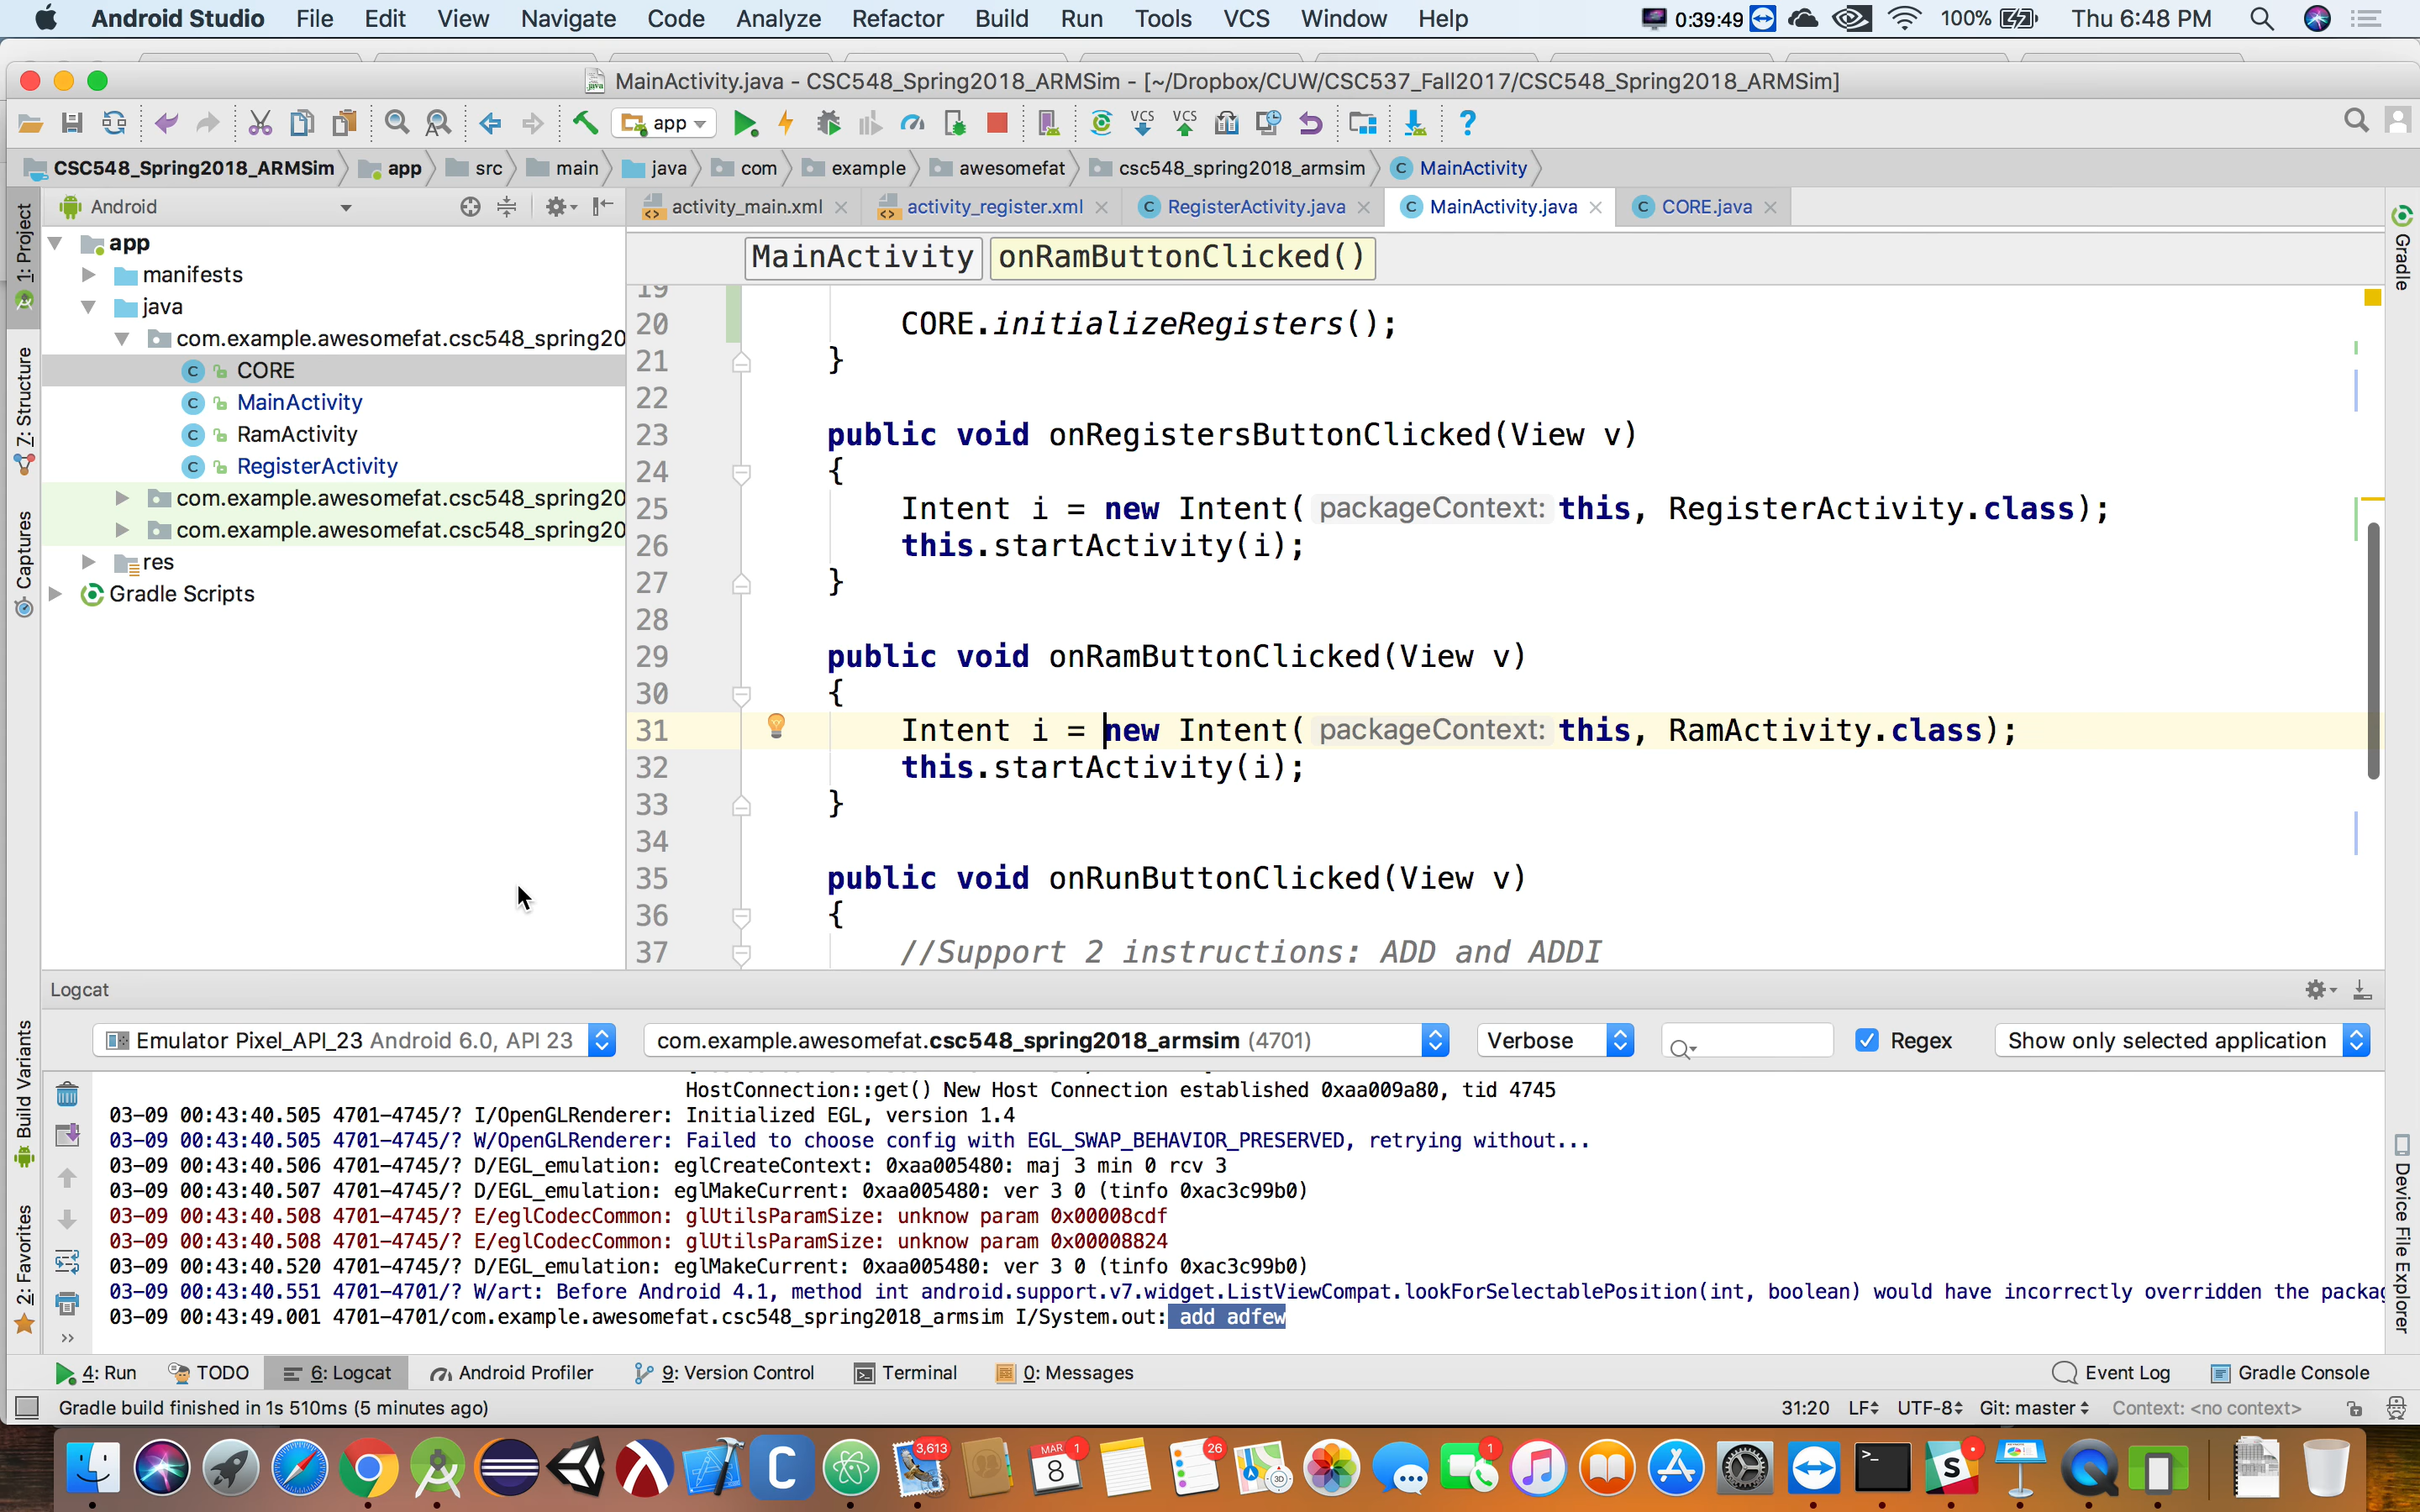 Android Studio File Edit View Navigate Code Analyze Refactor Build Run Tools VCS Window Help 0:39:49 100% Thu 6:48 PM
MainActivity.java - CSC548_Spring2018_ARMSim - [~/Dropbox/CUW/CSC537_Fall2017/CSC548_Spring2018_ARMSim]
app VCS VCS ?
CSC548_Spring2018_ARMSim app src main java com example awesomefat csc548_spring2018_armsim MainActivity
Android
activity_main.xml activity_register.xml RegisterActivity.java MainActivity.java CORE.java
MainActivity onRamButtonClicked()
1: Project
7: Structure
Captures
Build Variants
2: Favorites
app
manifests
java
com.example.awesomefat.csc548_spring20
CORE
MainActivity
RamActivity
RegisterActivity
com.example.awesomefat.csc548_spring20
com.example.awesomefat.csc548_spring20
res
Gradle Scripts
19
20 CORE.initializeRegisters();
21 }
22
23 public void onRegistersButtonClicked(View v)
24 {
25 Intent i = new Intent( packageContext: this, RegisterActivity.class);
26 this.startActivity(i);
27 }
28
29 public void onRamButtonClicked(View v)
30 {
31 Intent i = new Intent( packageContext: this, RamActivity.class);
32 this.startActivity(i);
33 }
34
35 public void onRunButtonClicked(View v)
36 {
37 //Support 2 instructions: ADD and ADDI
Gradle
Device File Explorer
Logcat
Emulator Pixel_API_23 Android 6.0, API 23 com.example.awesomefat.csc548_spring2018_armsim (4701) Verbose Regex Show only selected application
HostConnection::get() New Host Connection established 0xaa009a80, tid 4745
03-09 00:43:40.505 4701-4745/? I/OpenGLRenderer: Initialized EGL, version 1.4
03-09 00:43:40.505 4701-4745/? W/OpenGLRenderer: Failed to choose config with EGL_SWAP_BEHAVIOR_PRESERVED, retrying without...
03-09 00:43:40.506 4701-4745/? D/EGL_emulation: eglCreateContext: 0xaa005480: maj 3 min 0 rcv 3
03-09 00:43:40.507 4701-4745/? D/EGL_emulation: eglMakeCurrent: 0xaa005480: ver 3 0 (tinfo 0xac3c99b0)
03-09 00:43:40.508 4701-4745/? E/eglCodecCommon: glUtilsParamSize: unknow param 0x00008cdf
03-09 00:43:40.508 4701-4745/? E/eglCodecCommon: glUtilsParamSize: unknow param 0x00008824
03-09 00:43:40.520 4701-4745/? D/EGL_emulation: eglMakeCurrent: 0xaa005480: ver 3 0 (tinfo 0xac3c99b0)
03-09 00:43:40.551 4701-4701/? W/art: Before Android 4.1, method int android.support.v7.widget.ListViewCompat.lookForSelectablePosition(int, boolean) would have incorrectly overridden the packag
03-09 00:43:49.001 4701-4701/com.example.awesomefat.csc548_spring2018_armsim I/System.out: add adfew
4: Run TODO 6: Logcat Android Profiler 9: Version Control Terminal 0: Messages Event Log Gradle Console
Gradle build finished in 1s 510ms (5 minutes ago) 31:20 LF UTF-8 Git: master Context: <no context>
C 3,613 MAR 8 1 26 3D 1 S